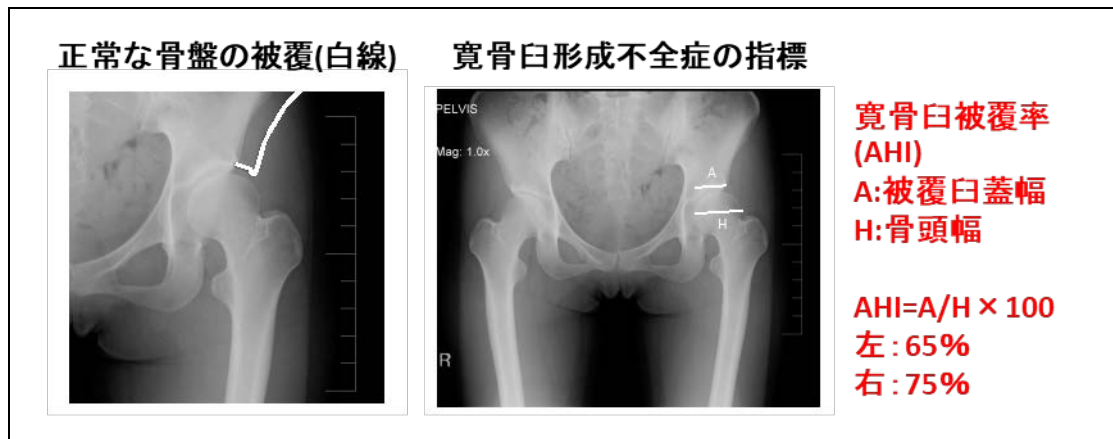 正常な骨盤の被覆(白線)
寛骨臼形成不全症の指標
PELVIS
Mag: 1.0x
A
H
R
寛骨臼被覆率
(AHI)
A:被覆臼蓋幅
H:骨頭幅
AHI=A/H×100
左:65%
右:75%